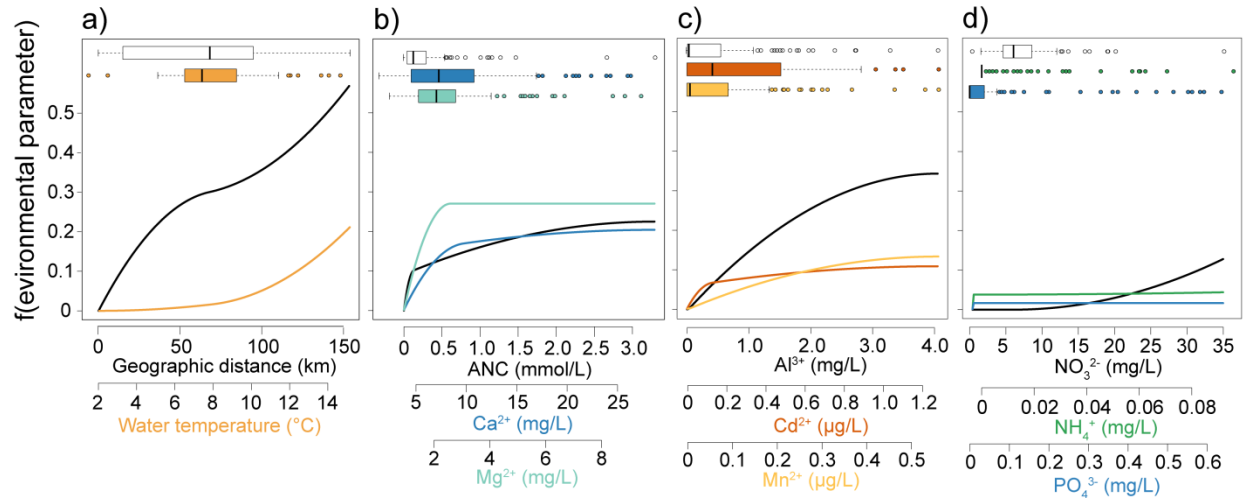 a)
b)
c)
d)
f(evironmental parameter)
0.5
0.4
0.3
0.2
0.1
0
0 50 100 150
Geographic distance (km)
2 4 6 8 10 12 14
Water temperature (°C)
0 0.5 1.0 1.5 2.0 2.5 3.0
ANC (mmol/L)
5 10 15 20 25
Ca²⁺ (mg/L)
2 4 6 8
Mg²⁺ (mg/L)
0 1.0 2.0 3.0 4.0
Al³⁺ (mg/L)
0 0.2 0.4 0.6 0.8 1.0 1.2
Cd²⁺ (µg/L)
0 0.1 0.2 0.3 0.4 0.5
Mn²⁺ (µg/L)
0 5 10 15 20 25 30 35
NO₃²⁻ (mg/L)
0 0.02 0.04 0.06 0.08
NH₄⁺ (mg/L)
0 0.1 0.2 0.3 0.4 0.5 0.6
PO₄³⁻ (mg/L)